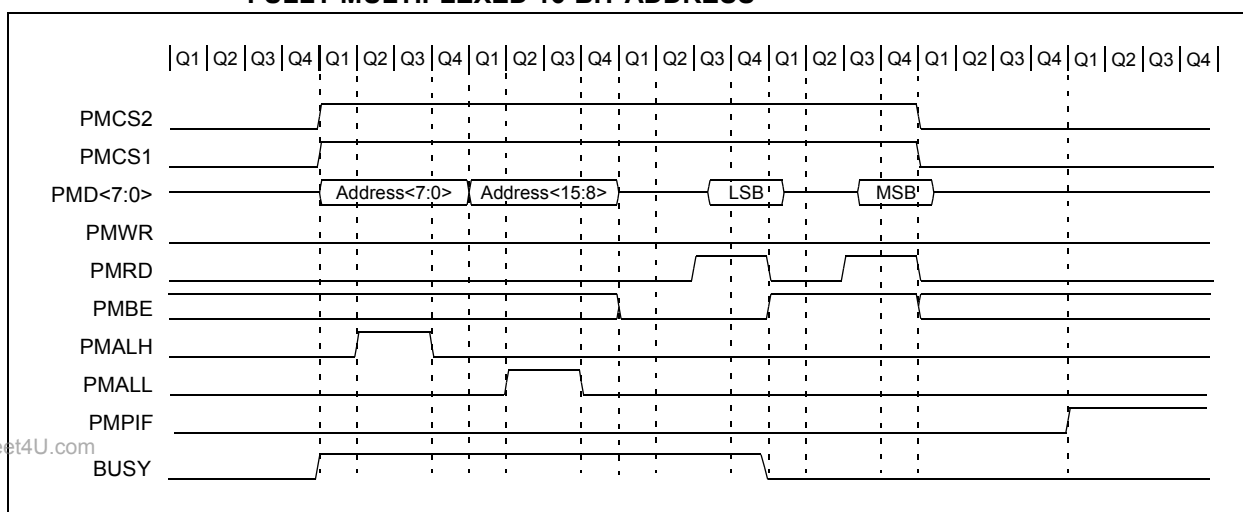 FULLY MULTIPLEXED 16-BIT ADDRESS
Q1 Q2 Q3 Q4 Q1 Q2 Q3 Q4 Q1 Q2 Q3 Q4 Q1 Q2 Q3 Q4 Q1 Q2 Q3 Q4 Q1 Q2 Q3 Q4 Q1 Q2 Q3 Q4
PMCS2
PMCS1
PMD<7:0> Address<7:0> Address<15:8> LSB MSB
PMWR
PMRD
PMBE
PMALH
PMALL
PMPIF
et4U.com
BUSY